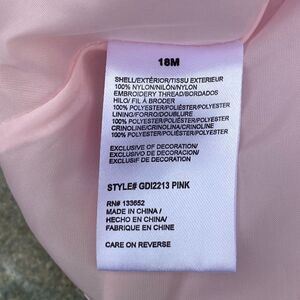 18M
SHELL/EXTÉRIOR/TISSU EXTERIEUR
100% NYLON/NILÓN/NYLON
EMBROIDERY THREAD/BORDADOS
HILO/ FIL À BRODER
100% POLYESTER/POLIÉSTER/POLYESTER
LINING/FORRO/DOUBLURE
100% POLYESTER/POLIÉSTER/POLYESTER
CRINOLINE/CRINOLINA/CRINOLINE
100% POLYESTER/POLIÉSTER/POLYESTER
EXCLUSIVE OF DECORATION/
EXCLUSIVO DE DECORACION/
EXCLUSIF DE DECORATION
STYLE# GDI2213 PINK
RN# 133652
MADE IN CHINA /
HECHO EN CHINA/
FABRIQUE EN CHINE
CARE ON REVERSE